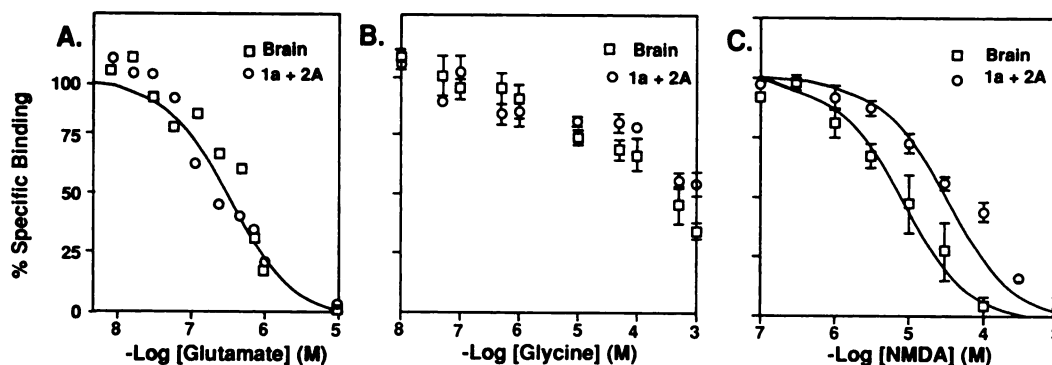 A.
Brain
1a + 2A
B.
Brain
1a + 2A
C.
Brain
1a + 2A
% Specific Binding
100
75
50
25
0
8 7 6 5
-Log [Glutamate] (M)
8 7 6 5 4 3
-Log [Glycine] (M)
7 6 5 4
-Log [NMDA] (M)